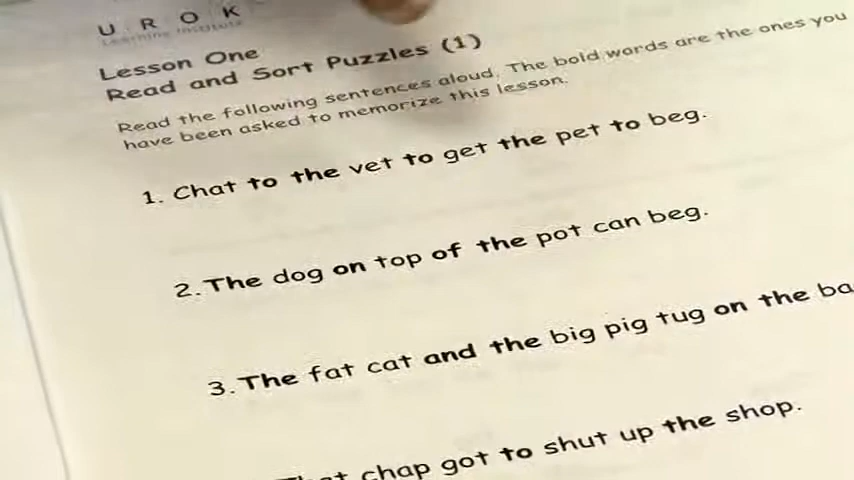 U R O K
Learning Institute
Lesson One
Read and Sort Puzzles (1)
Read the following sentences aloud. The bold words are the ones you
have been asked to memorize this lesson.
1. Chat to the vet to get the pet to beg.
2. The dog on top of the pot can beg.
3. The fat cat and the big pig tug on the
chap got to shut up the shop.